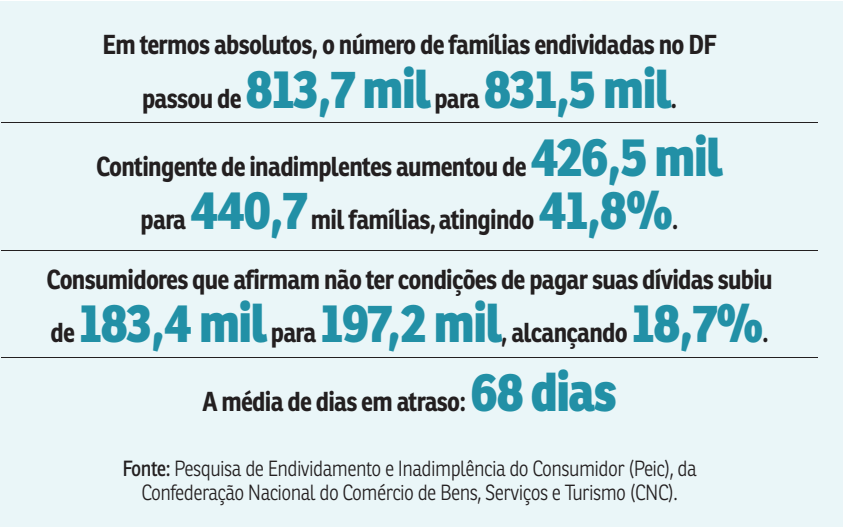 Em termos absolutos, o número de famílias endividadas no DF
passou de 813,7 mil para 831,5 mil.
Contingente de inadimplentes aumentou de 426,5 mil
para 440,7 mil famílias, atingindo 41,8%.
Consumidores que afirmam não ter condições de pagar suas dívidas subiu
de 183,4 mil para 197,2 mil, alcançando 18,7%.
A média de dias em atraso: 68 dias
Fonte: Pesquisa de Endividamento e Inadimplência do Consumidor (Peic), da
Confederação Nacional do Comércio de Bens, Serviços e Turismo (CNC).